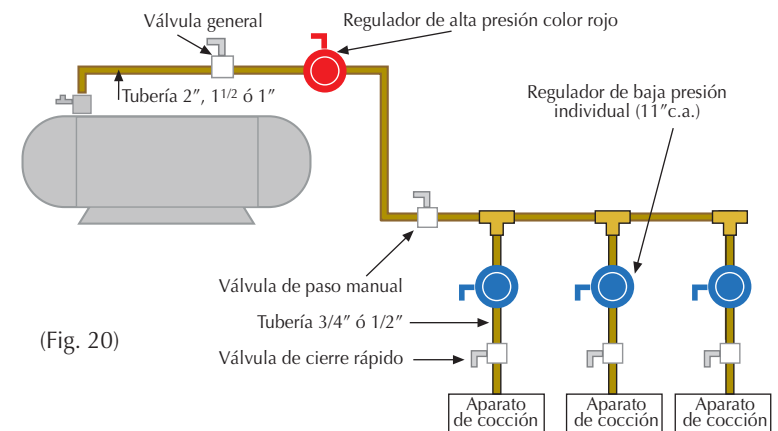 Válvula general
Regulador de alta presión color rojo
Tubería 2”, 1 1/2 ó 1”
Regulador de baja presión
individual (11”c.a.)
Válvula de paso manual
Tubería 3/4” ó 1/2”
(Fig. 20)
Válvula de cierre rápido
Aparato
de cocción
Aparato
de cocción
Aparato
de cocción